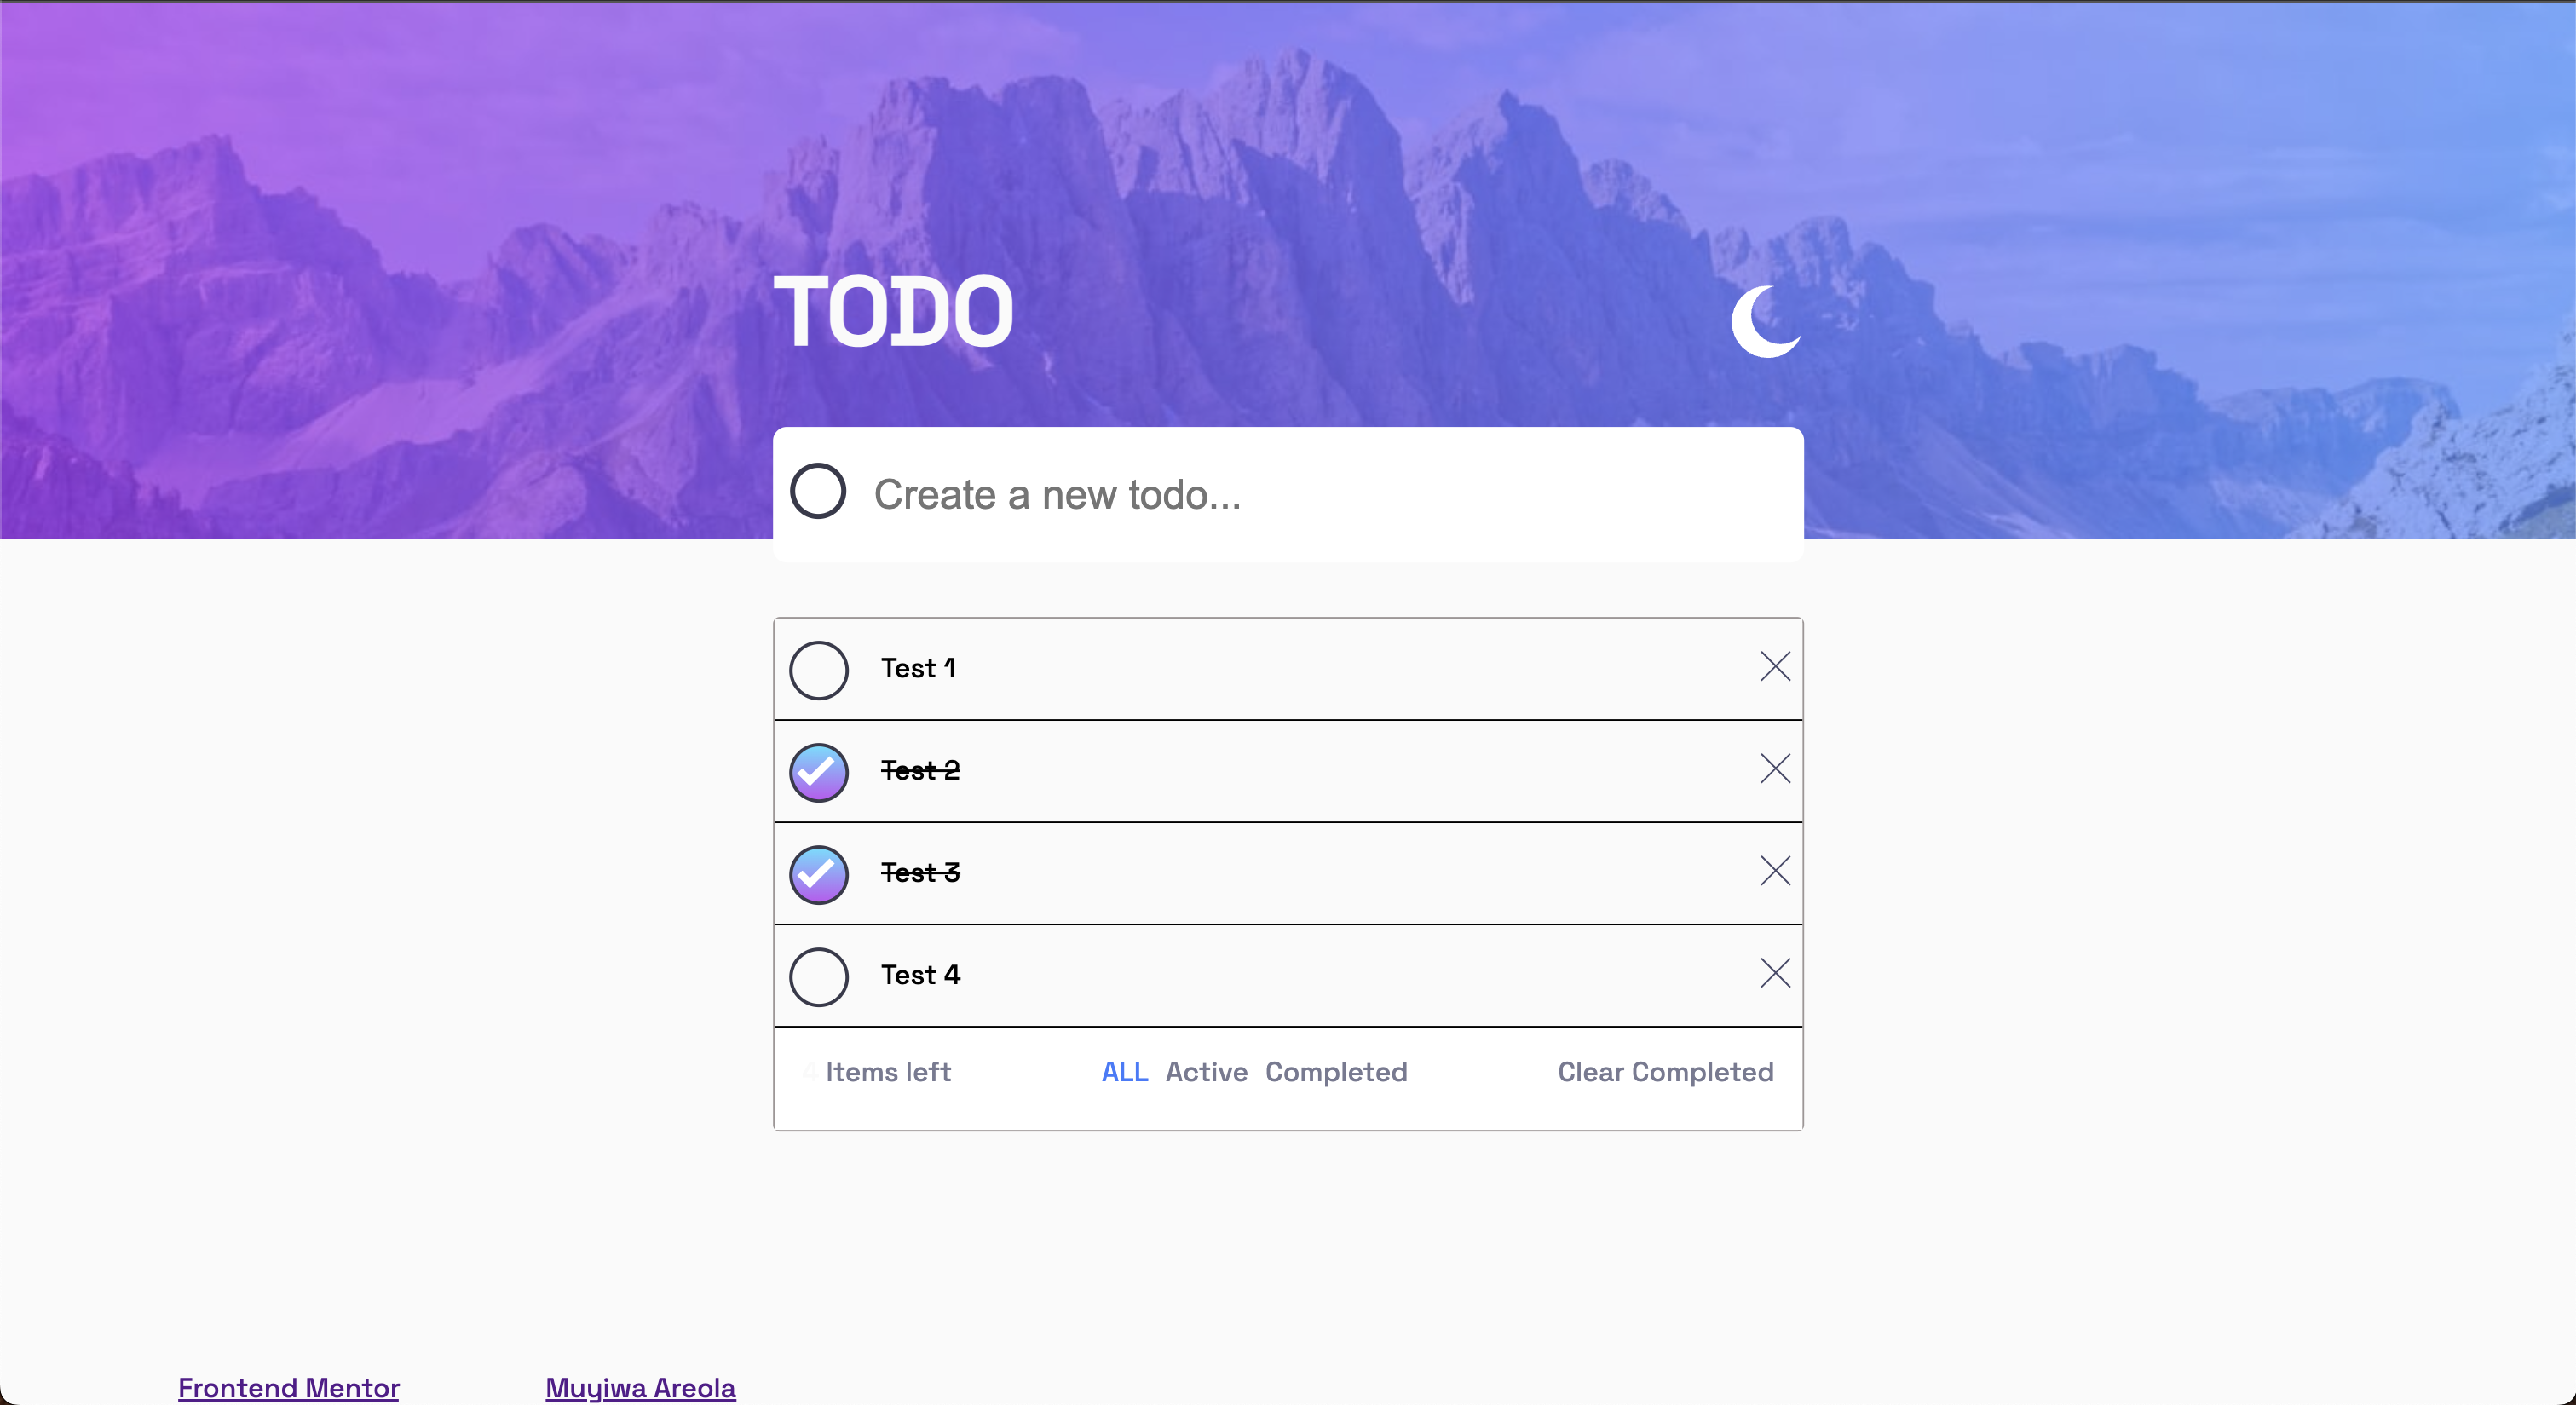 TODO
Create a new todo...
Test 1
Test 2
Test 3
Test 4
4 Items left ALL Active Completed Clear Completed
Frontend Mentor Muyiwa Areola